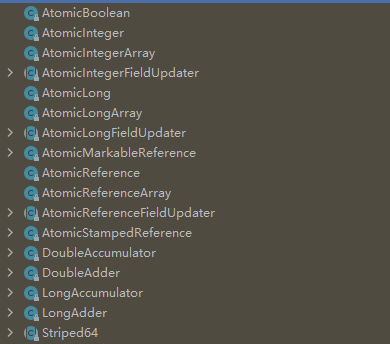 AtomicBoolean
AtomicInteger
AtomicIntegerArray
AtomicIntegerFieldUpdater
AtomicLong
AtomicLongArray
AtomicLongFieldUpdater
AtomicMarkableReference
AtomicReference
AtomicReferenceArray
AtomicReferenceFieldUpdater
AtomicStampedReference
DoubleAccumulator
DoubleAdder
LongAccumulator
LongAdder
Striped64